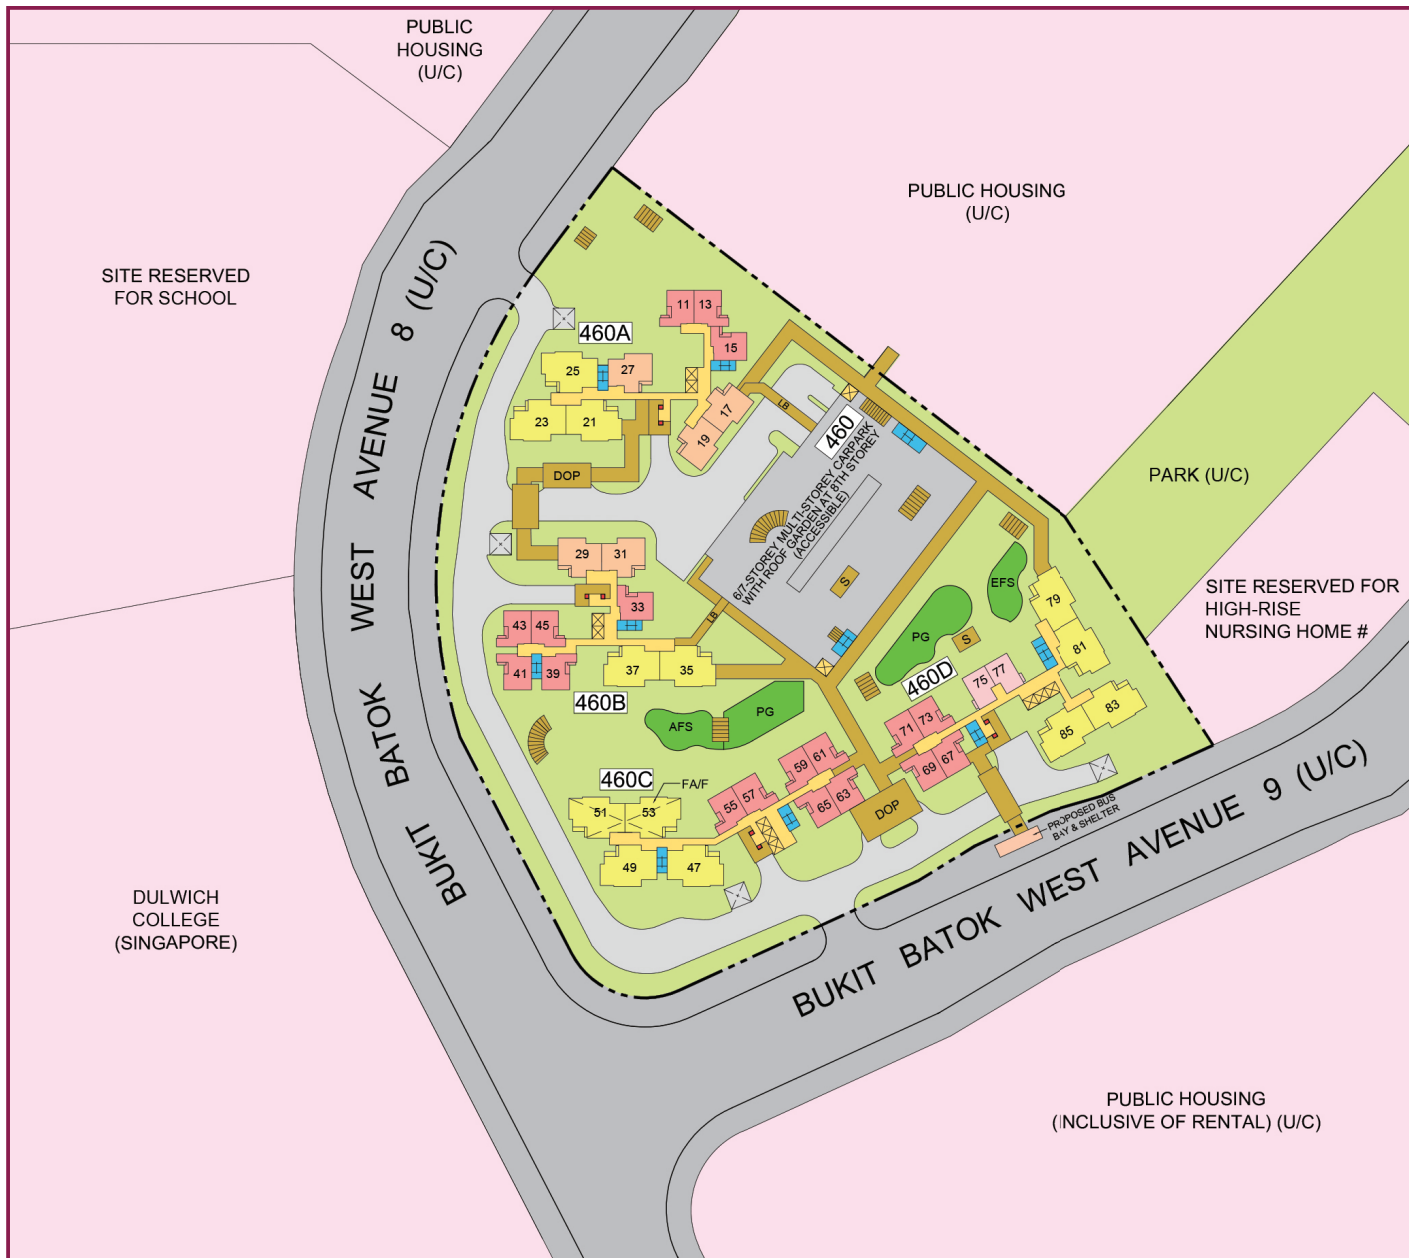 PUBLIC
HOUSING
(U/C)
PUBLIC HOUSING
(U/C)
SITE RESERVED
FOR SCHOOL
BUKIT BATOK WEST AVENUE 8 (U/C)
460A
11
13
15
25
27
17
19
23
21
LB
460
6/7-STOREY MULTI-STOREY CARPARK
WITH ROOF GARDEN AT 8TH STOREY
(ACCESSIBLE)
S
DOP
PARK (U/C)
29
31
33
43
45
41
39
37
35
LB
460B
EFS
PG
S
79
81
75
77
83
85
460D
71
73
69
67
SITE RESERVED FOR
HIGH-RISE
NURSING HOME #
AFS
PG
460C
FA/F
51
53
49
47
55
57
59
61
65
63
DOP
PROPOSED BUS
BAY & SHELTER
BUKIT BATOK WEST AVENUE 9 (U/C)
DULWICH
COLLEGE
(SINGAPORE)
PUBLIC HOUSING
(INCLUSIVE OF RENTAL) (U/C)